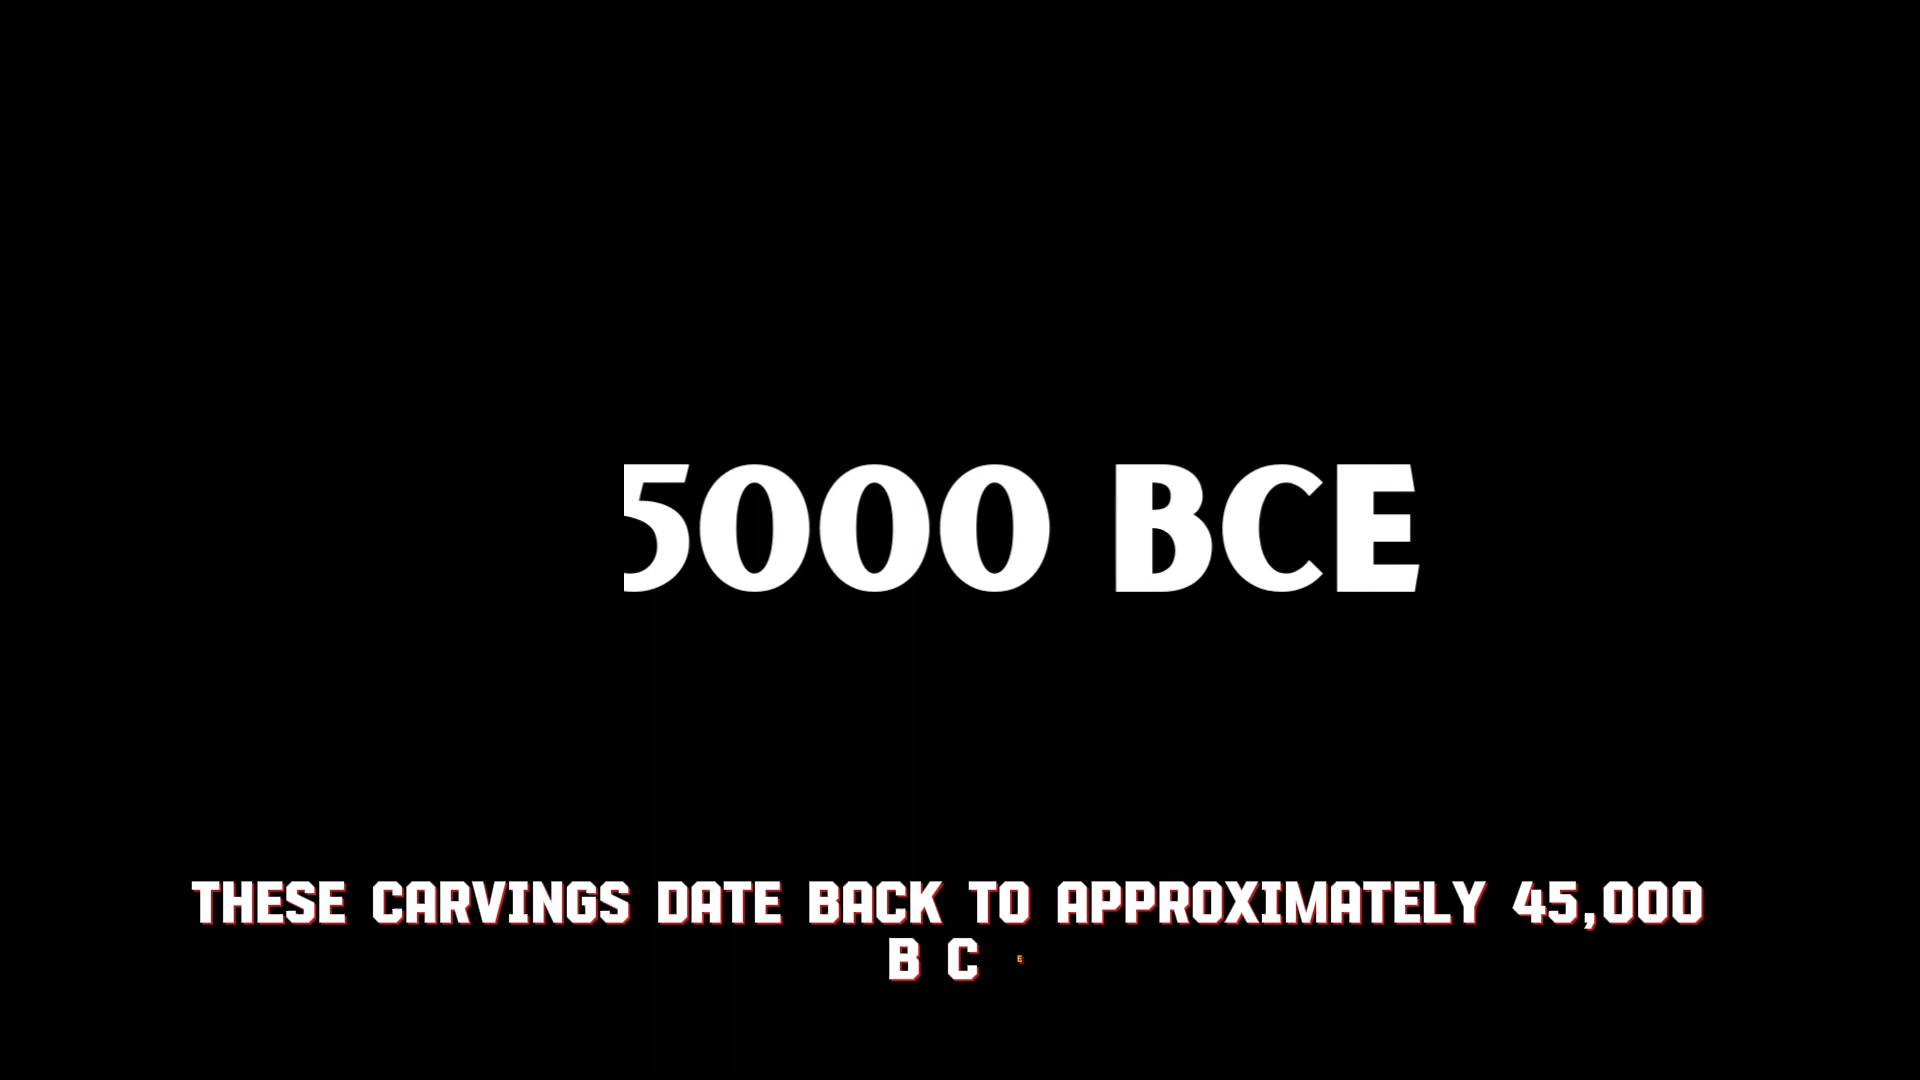 5000 BCE
THESE CARVINGS DATE BACK TO APPROXIMATELY 45,000
B C E